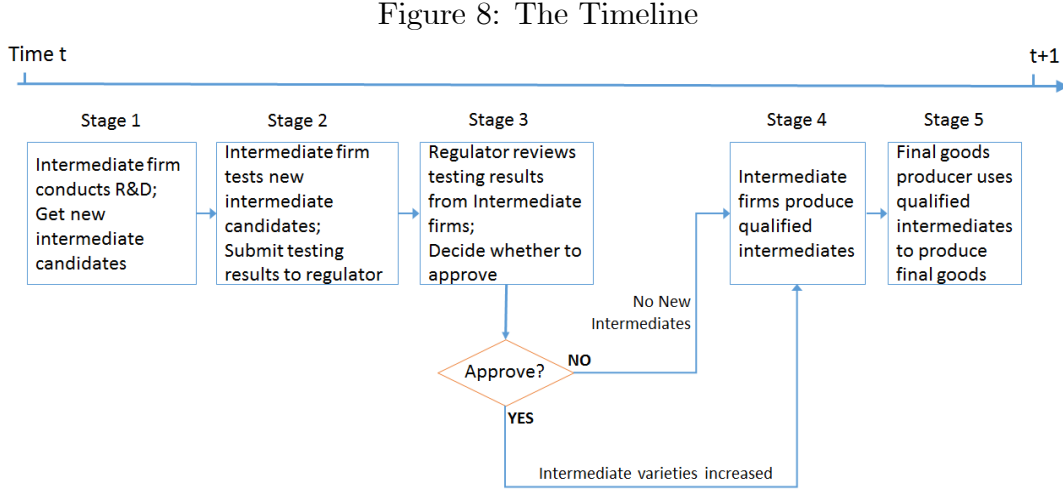 Figure 8: The Timeline
Time t
t+1
Stage 1
Stage 2
Stage 3
Stage 4
Stage 5
Intermediate firm
conducts R&D;
Get new
intermediate
candidates
Intermediate firm
tests new
intermediate
candidates;
Submit testing
results to regulator
Regulator reviews
testing results
from Intermediate
firms;
Decide whether to
approve
Intermediate
firms produce
qualified
intermediates
Final goods
producer uses
qualified
intermediates
to produce
final goods
No New
Intermediates
Approve?
NO
YES
Intermediate varieties increased